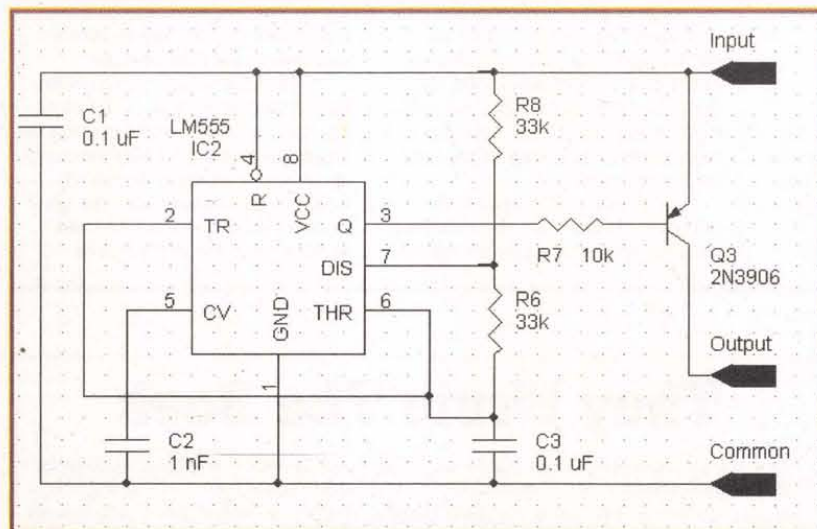 Input
C1
0.1 uF
LM555
IC2
R8
33k
4
8
2
TR
R
VCC
Q
3
R7 10k
Q3
2N3906
DIS
7
5
CV
GND
THR
6
R6
33k
1
Output
C2
1 nF
C3
0.1 uF
Common